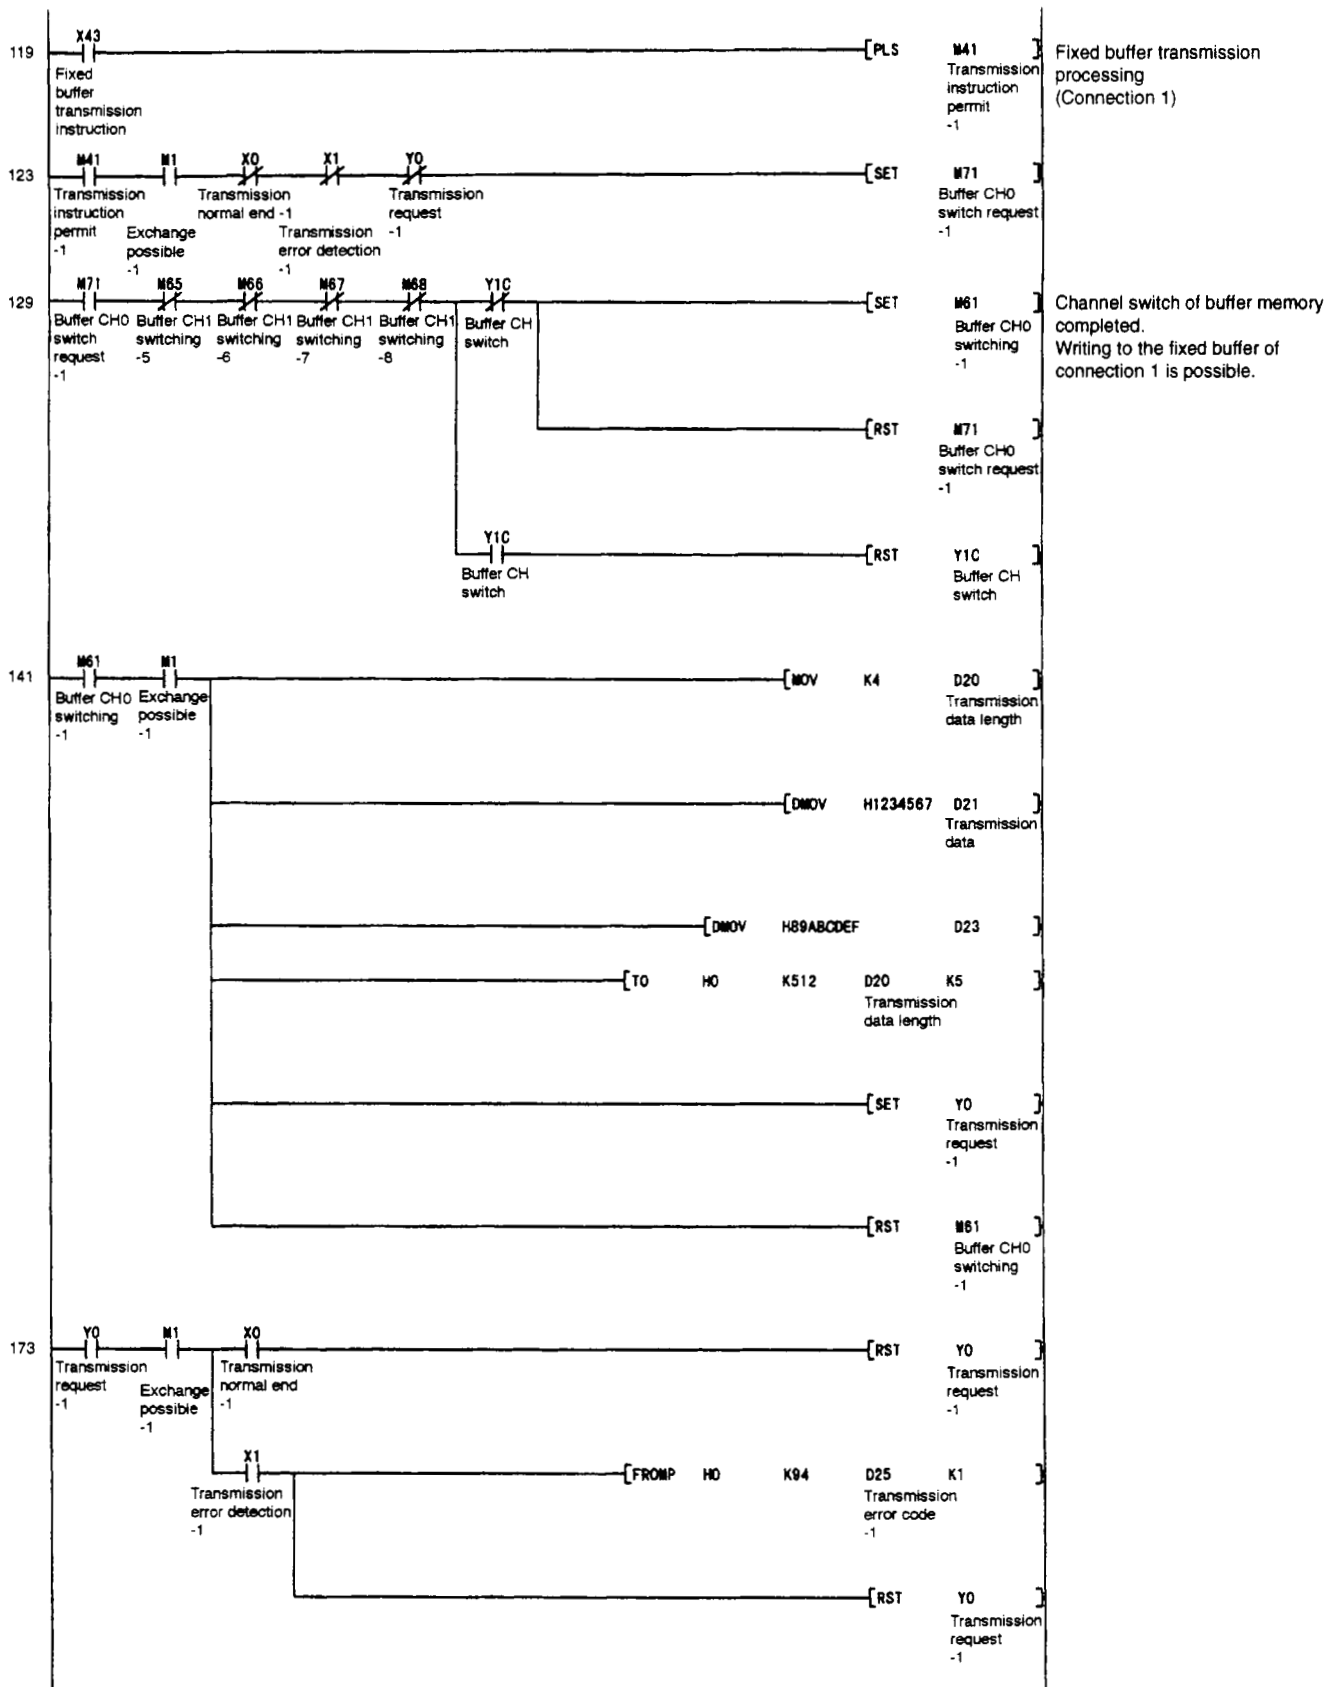 X43
119
[PLS M41 ]
Fixed buffer transmission
processing
(Connection 1)
Fixed
buffer
transmission
instruction
Transmission
instruction
permit
-1
M41 M1 X0 X1 Y0
123
[SET M71 ]
Transmission
instruction
permit
-1
Exchange
possible
-1
Transmission
normal end -1
Transmission
error detection
-1
Transmission
request
-1
Buffer CH0
switch request
-1
M71 M65 M66 M67 M68 Y1C
129
[SET M61 ]
Channel switch of buffer memory
completed.
Writing to the fixed buffer of
connection 1 is possible.
Buffer CH0
switch
request
-1
Buffer CH1
switching
-5
Buffer CH1
switching
-6
Buffer CH1
switching
-7
Buffer CH1
switching
-8
Buffer CH
switch
Buffer CH0
switching
-1
[RST M71 ]
Buffer CH0
switch request
-1
Y1C
[RST Y1C ]
Buffer CH
switch
Buffer CH
switch
M61 M1
141
[MOV K4 D20 ]
Buffer CH0
switching
-1
Exchange
possible
-1
Transmission
data length
[DMOV H1234567 D21 ]
Transmission
data
[DMOV H89ABCDEF D23 ]
[TO H0 K512 D20 K5 ]
Transmission
data length
[SET Y0 ]
Transmission
request
-1
[RST M61 ]
Buffer CH0
switching
-1
Y0 M1 X0
173
[RST Y0 ]
Transmission
request
-1
Exchange
possible
-1
Transmission
normal end
-1
Transmission
request
-1
X1
[FROMP H0 K94 D25 K1 ]
Transmission
error detection
-1
Transmission
error code
-1
[RST Y0 ]
Transmission
request
-1